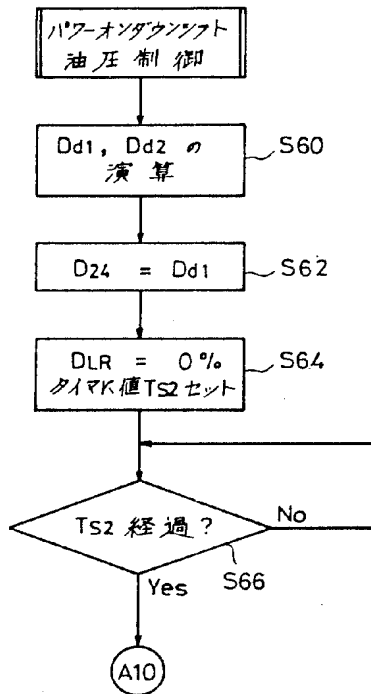 パワーオンダウンシフト
油圧制御
Dd1, Dd2 の
演算
S60
D24 = Dd1
S62
DLR = 0%
タイマK値TS2セット
S64
TS2 経過?
No
S66
Yes
A10